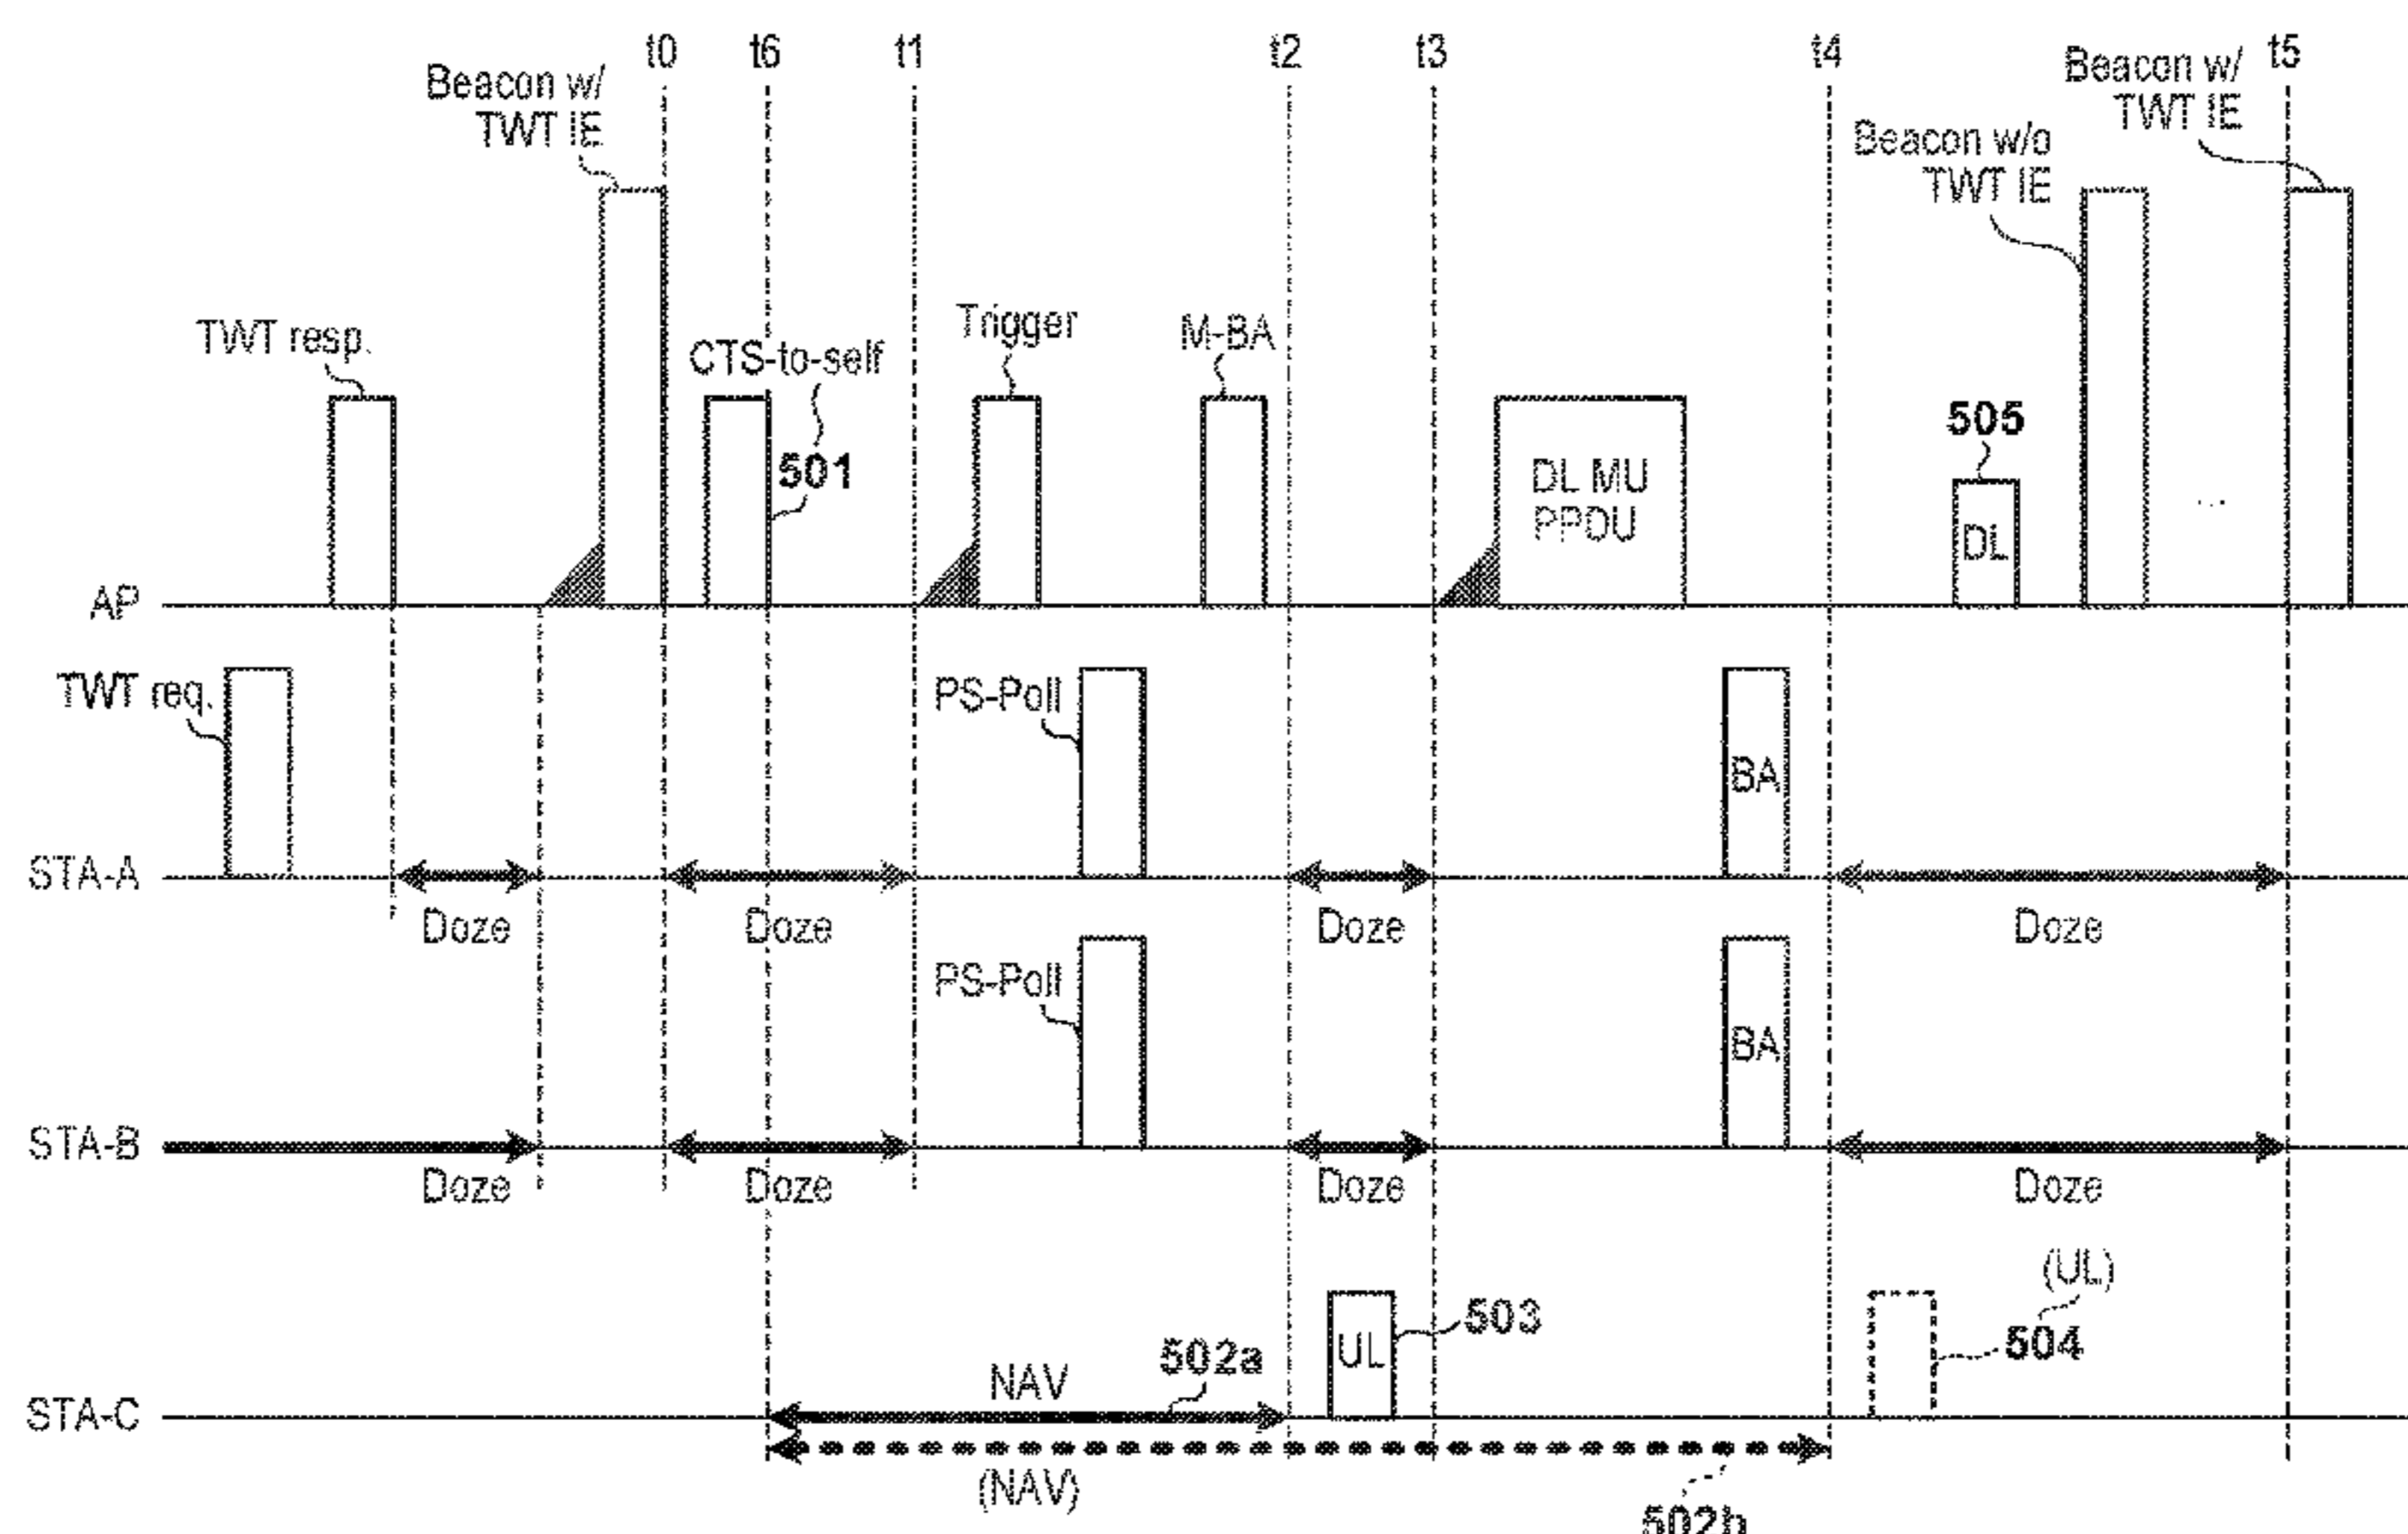 t0
t6
t1
t2
t3
t4
t5
Beacon w/
TWT IE
Beacon w/
TWT IE
Beacon w/o
TWT IE
TWT resp.
CTS-to-self
501
Trigger
M-BA
DL MU
PPDU
505
DL
...
AP
TWT req.
PS-Poll
BA
STA-A
Doze
Doze
Doze
Doze
PS-Poll
BA
STA-B
Doze
Doze
Doze
Doze
(UL)
UL
503
504
NAV
502a
STA-C
(NAV)
502b